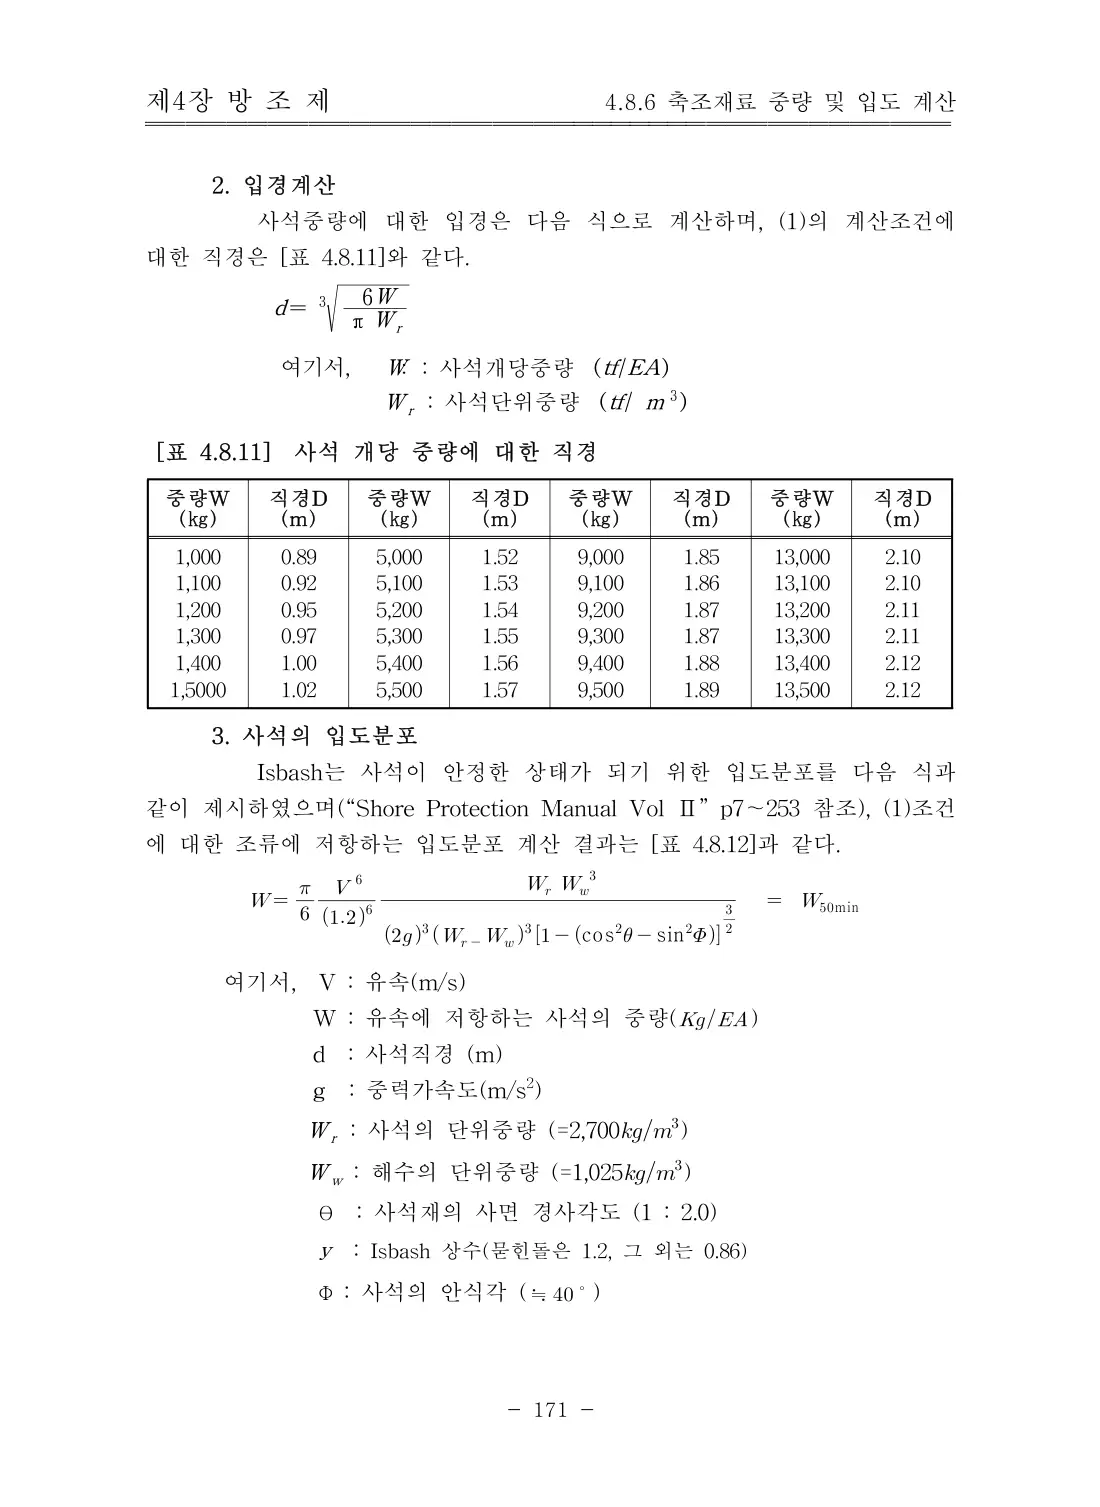 제4장 방 조 제
4.8.6 축조재료 중량 및 입도 계산
2. 입경계산
사석중량에 대한 입경은 다음 식으로 계산하며, (1)의 계산조건에
대한 직경은 [표 4.8.11]와 같다.
d= ∛(6W / π W_r)
여기서, W: : 사석개당중량 (tf/EA)
W_r : 사석단위중량 (tf/ m³)
[표 4.8.11] 사석 개당 중량에 대한 직경
중량W (kg) 직경D (m) 중량W (kg) 직경D (m) 중량W (kg) 직경D (m) 중량W (kg) 직경D (m)
1,000 0.89 5,000 1.52 9,000 1.85 13,000 2.10
1,100 0.92 5,100 1.53 9,100 1.86 13,100 2.10
1,200 0.95 5,200 1.54 9,200 1.87 13,200 2.11
1,300 0.97 5,300 1.55 9,300 1.87 13,300 2.11
1,400 1.00 5,400 1.56 9,400 1.88 13,400 2.12
1,5000 1.02 5,500 1.57 9,500 1.89 13,500 2.12
3. 사석의 입도분포
Isbash는 사석이 안정한 상태가 되기 위한 입도분포를 다음 식과
같이 제시하였으며(“Shore Protection Manual Vol Ⅱ” p7∼253 참조), (1)조건
에 대한 조류에 저항하는 입도분포 계산 결과는 [표 4.8.12]과 같다.
W= π/6 V⁶/(1.2)⁶ W_r W_w³ / (2g)³(W_r−W_w)³[1−(cos²θ−sin²Φ)]^(3/2) = W_50min
여기서, V : 유속(m/s)
W : 유속에 저항하는 사석의 중량(Kg/EA)
d : 사석직경 (m)
g : 중력가속도(m/s²)
W_r : 사석의 단위중량 (=2,700kg/m³)
W_w : 해수의 단위중량 (=1,025kg/m³)
θ : 사석재의 사면 경사각도 (1 : 2.0)
y : Isbash 상수(묻힌돌은 1.2, 그 외는 0.86)
Φ : 사석의 안식각 (≒40°)
- 171 -